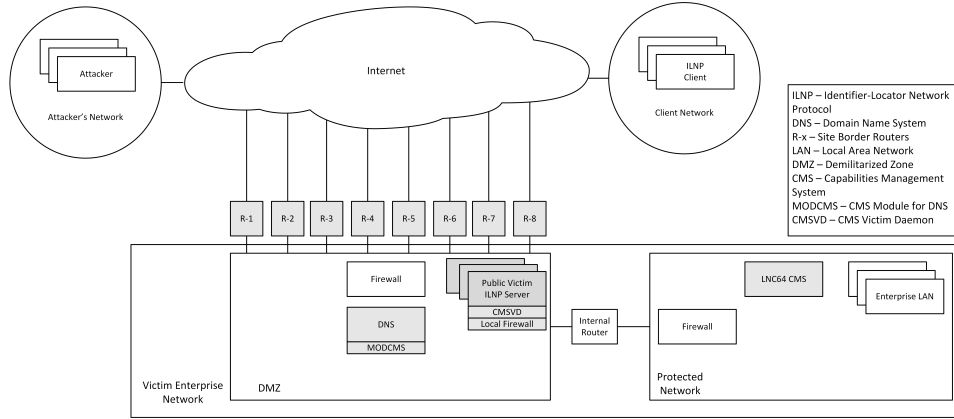 Attacker
Attacker's Network
Internet
ILNP
Client
Client Network
ILNP – Identifier-Locator Network
Protocol
DNS – Domain Name System
R-x – Site Border Routers
LAN – Local Area Network
DMZ – Demilitarized Zone
CMS – Capabilities Management
System
MODCMS – CMS Module for DNS
CMSVD – CMS Victim Daemon
R-1
R-2
R-3
R-4
R-5
R-6
R-7
R-8
Firewall
Public Victim
ILNP Server
CMSVD
Local Firewall
DNS
MODCMS
Internal
Router
LNC64 CMS
Enterprise LAN
Firewall
Victim Enterprise
Network
DMZ
Protected
Network